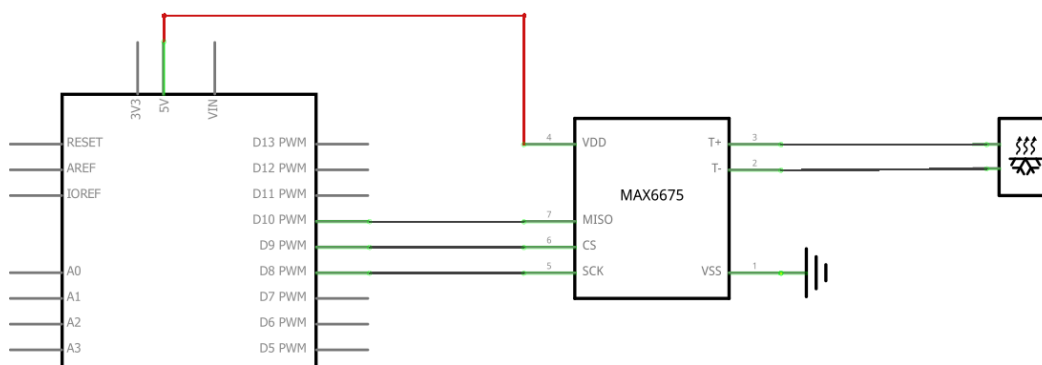 3V3
5V
VIN
RESET
AREF
IOREF
A0
A1
A2
A3
D13 PWM
D12 PWM
D11 PWM
D10 PWM
D9 PWM
D8 PWM
D7 PWM
D6 PWM
D5 PWM
4
7
6
5
VDD
MISO
CS
SCK
MAX6675
T+
T-
VSS
3
2
1